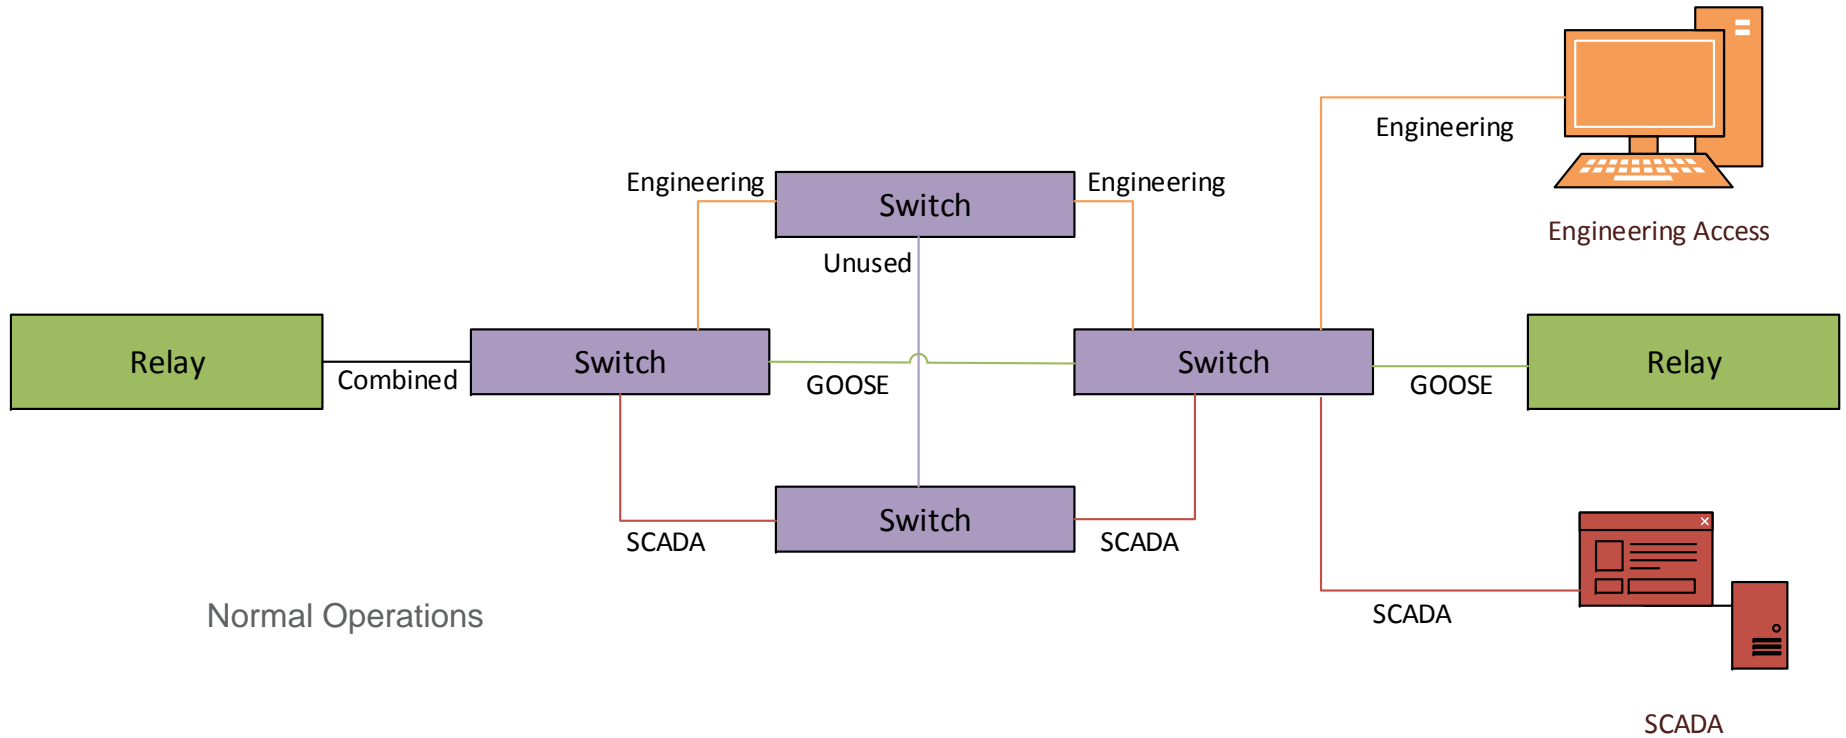 Engineering
Engineering Access
Engineering
Switch
Engineering
Unused
Relay
Combined
Switch
GOOSE
Switch
GOOSE
Relay
SCADA
Switch
SCADA
SCADA
Normal Operations
SCADA